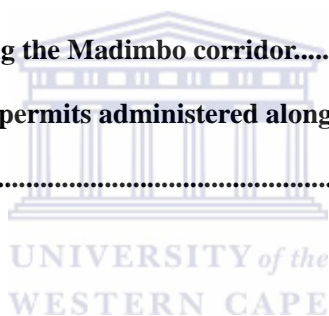 g the Madimbo corridor.....
permits administered along
................................................
UNIVERSITY of the
WESTERN CAPE